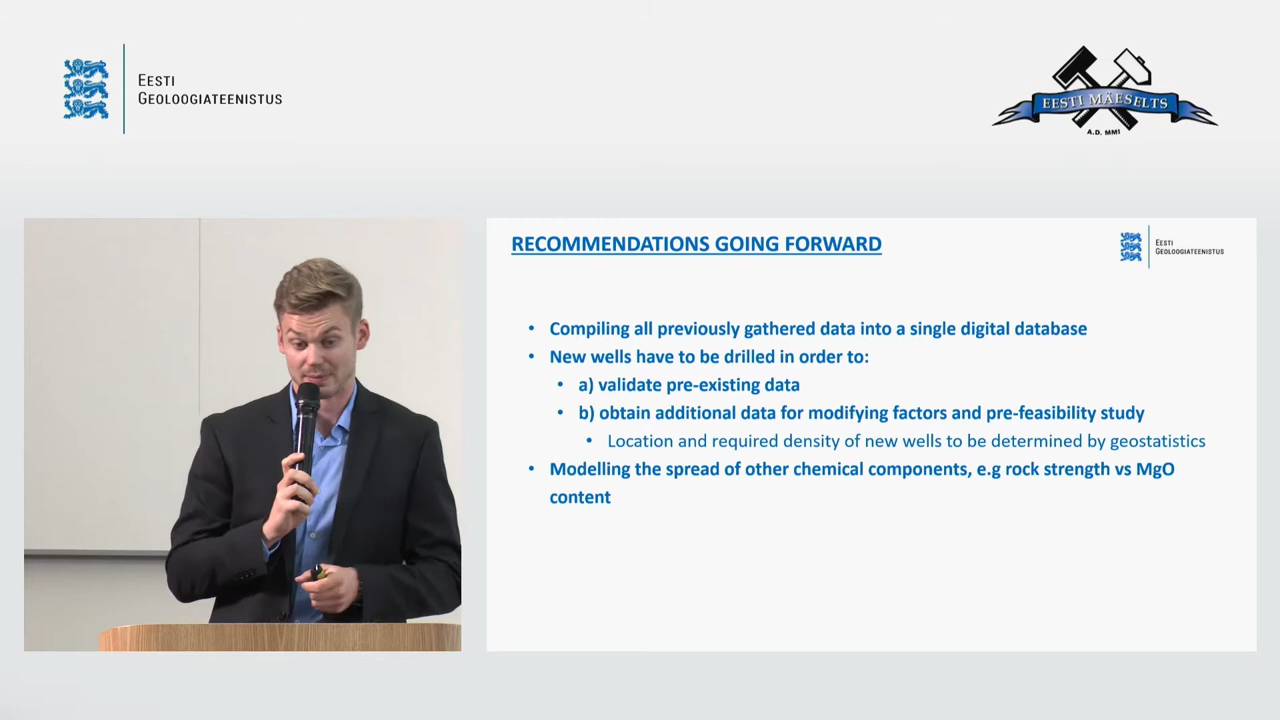 EESTI
GEOLOOGIATEENISTUS
EESTI MÄESELTS
A.D. MMI
RECOMMENDATIONS GOING FORWARD
EESTI
GEOLOOGIATEENISTUS
• Compiling all previously gathered data into a single digital database
• New wells have to be drilled in order to:
• a) validate pre-existing data
• b) obtain additional data for modifying factors and pre-feasibility study
• Location and required density of new wells to be determined by geostatistics
• Modelling the spread of other chemical components, e.g rock strength vs MgO
content